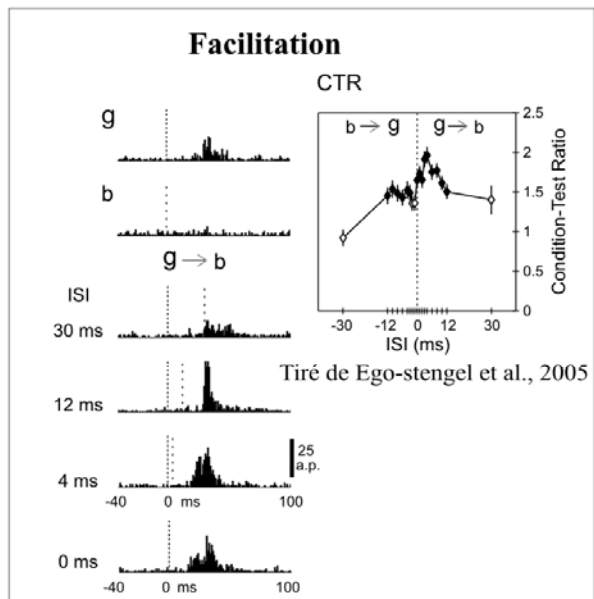 Facilitation
CTR
g
b
g → b
ISI
30 ms
12 ms
4 ms
0 ms
25
a.p.
-40 0 ms 100
-40 0 ms 100
b → g g → b
2.5
2
1.5
1
0.5
0
Condition-Test Ratio
-30 -12 0 12 30
ISI (ms)
Tiré de Ego-stengel et al., 2005